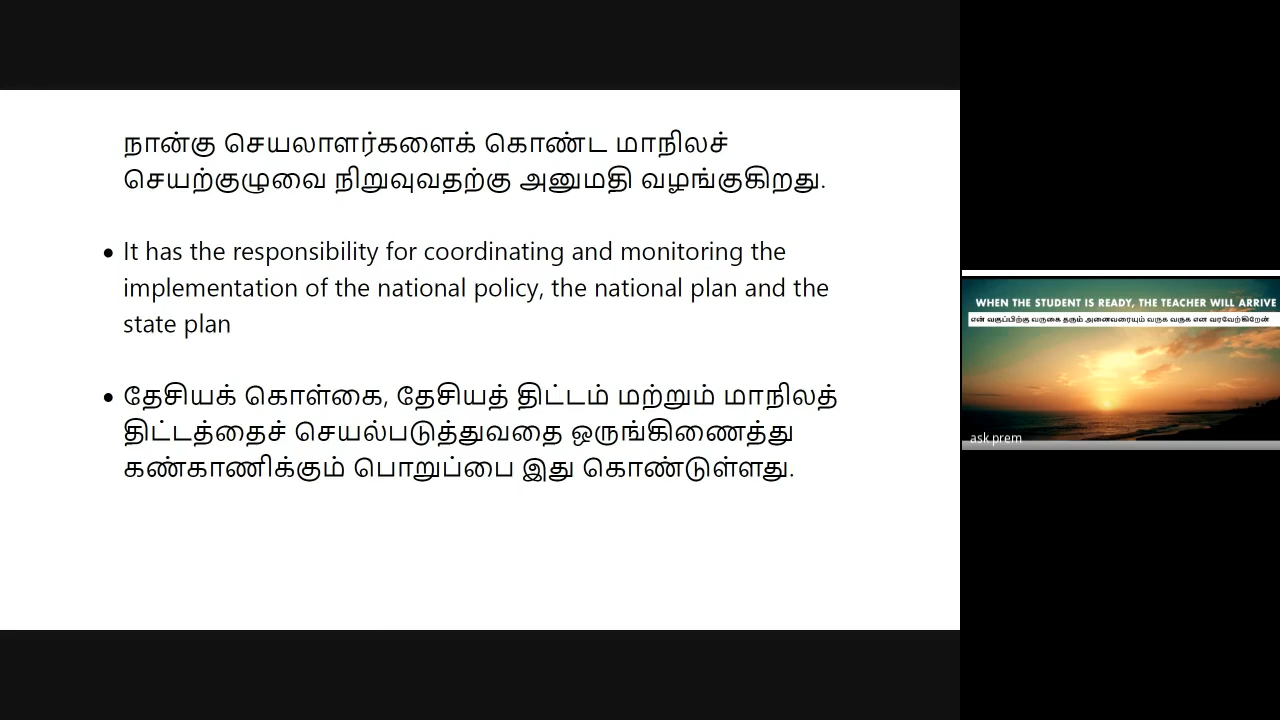 நான்கு செயலாளர்களைக் கொண்ட மாநிலச்
செயற்குழுவை நிறுவுவதற்கு அனுமதி வழங்குகிறது.
• It has the responsibility for coordinating and monitoring the
implementation of the national policy, the national plan and the
state plan
• தேசியக் கொள்கை, தேசியத் திட்டம் மற்றும் மாநிலத்
திட்டத்தைச் செயல்படுத்துவதை ஒருங்கிணைத்து
கண்காணிக்கும் பொறுப்பை இது கொண்டுள்ளது.
WHEN THE STUDENT IS READY, THE TEACHER WILL ARRIVE
என் வகுப்பிற்கு வருகை தரும் அனைவரையும் வருக வருக என வரவேற்கிறேன்
ask prem